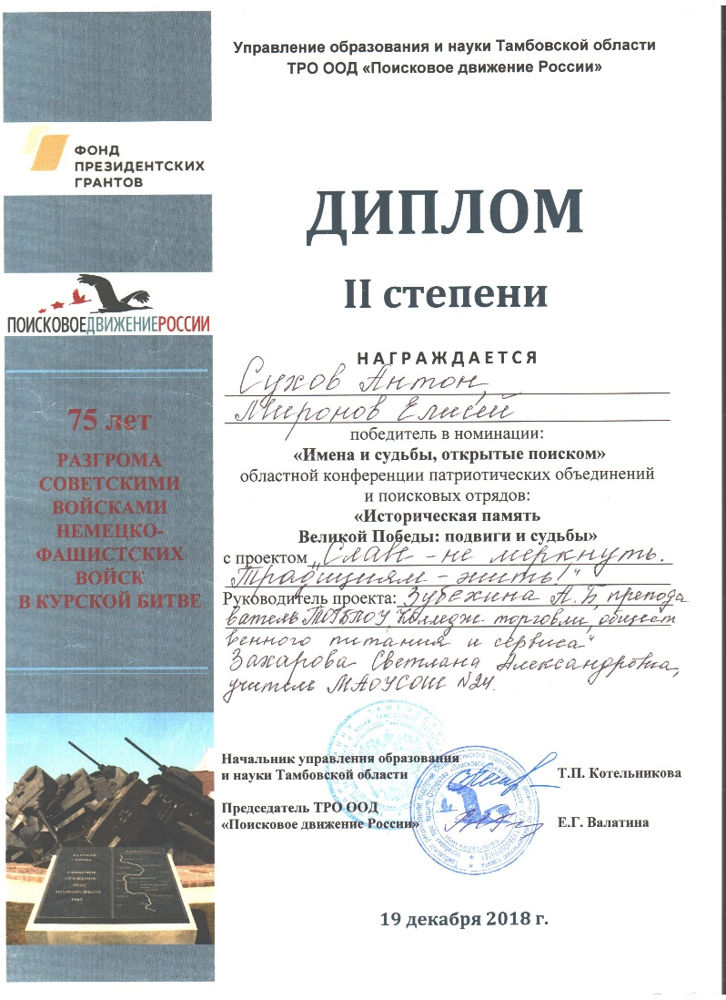 Управление образования и науки Тамбовской области
ТРО ООД «Поисковое движение России»
ФОНД
ПРЕЗИДЕНТСКИХ
ГРАНТОВ
ДИПЛОМ
II степени
ПОИСКОВОЕДВИЖЕНИЕРОССИИ
НАГРАЖДАЕТСЯ
Сухов Антон,
Миронов Елисей
победитель в номинации:
«Имена и судьбы, открытые поиском»
областной конференции патриотических объединений
и поисковых отрядов:
«Историческая память
Великой Победы: подвиги и судьбы»
с проектом „Славе - не меркнуть.
Традициям - жить!“
Руководитель проекта: Зубехина А.Б препода
ватель ТОГБПОУ „Колледж торговли, общест
венного питания и сервиса“
Захарова Светлана Александровна,
учитель МАОУСОШ №24.
75 лет
РАЗГРОМА
СОВЕТСКИМИ
ВОЙСКАМИ
НЕМЕЦКО-
ФАШИСТСКИХ
ВОЙСК
В КУРСКОЙ БИТВЕ
Начальник управления образования
и науки Тамбовской области
Т.П. Котельникова
Председатель ТРО ООД
«Поисковое движение России»
Е.Г. Валатина
19 декабря 2018 г.